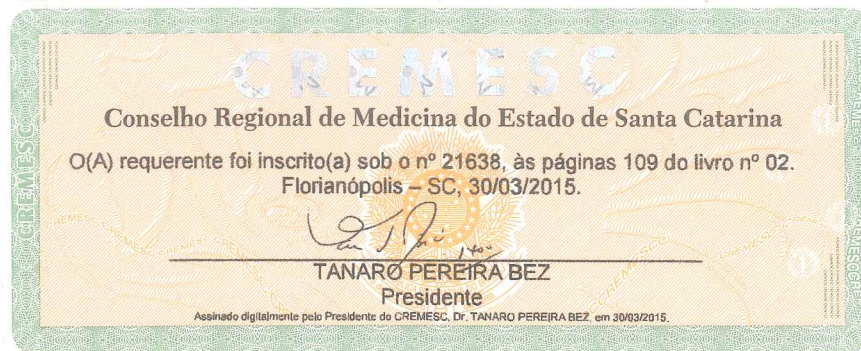 CREMESC
Conselho Regional de Medicina do Estado de Santa Catarina
O(A) requerente foi inscrito(a) sob o nº 21638, às páginas 109 do livro nº 02.
Florianópolis – SC, 30/03/2015.
TANARO PEREIRA BEZ
Presidente
Assinado digitalmente pelo Presidente do CREMESC, Dr. TANARO PEREIRA BEZ, em 30/03/2015.
CREMESC